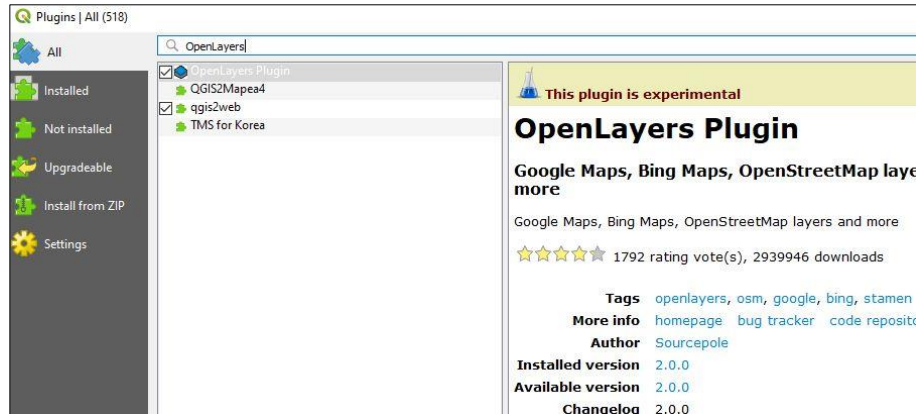 Plugins | All (518)
All
Installed
Not installed
Upgradeable
Install from ZIP
Settings
OpenLayers
OpenLayers Plugin
QGIS2Mapea4
qgis2web
TMS for Korea
This plugin is experimental
OpenLayers Plugin
Google Maps, Bing Maps, OpenStreetMap laye
more
Google Maps, Bing Maps, OpenStreetMap layers and more
1792 rating vote(s), 2939946 downloads
Tags openlayers, osm, google, bing, stamen
More info homepage bug tracker code reposito
Author Sourcepole
Installed version 2.0.0
Available version 2.0.0
Changelog 2.0.0